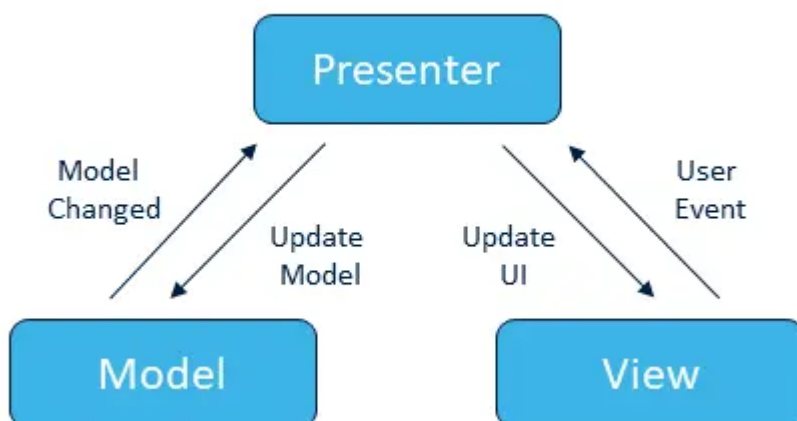 Presenter
Model
Changed
User
Event
Update
Model
Update
UI
Model
View